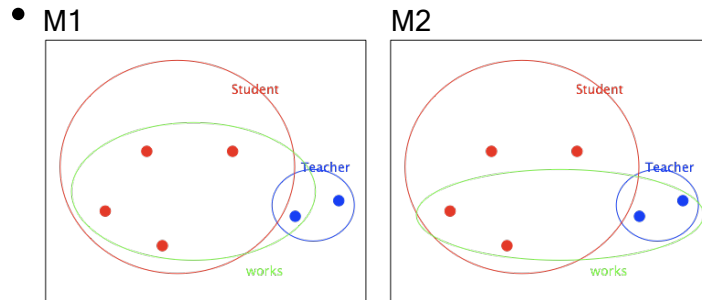 • M1
M2
Student
Teacher
works
Student
Teacher
works